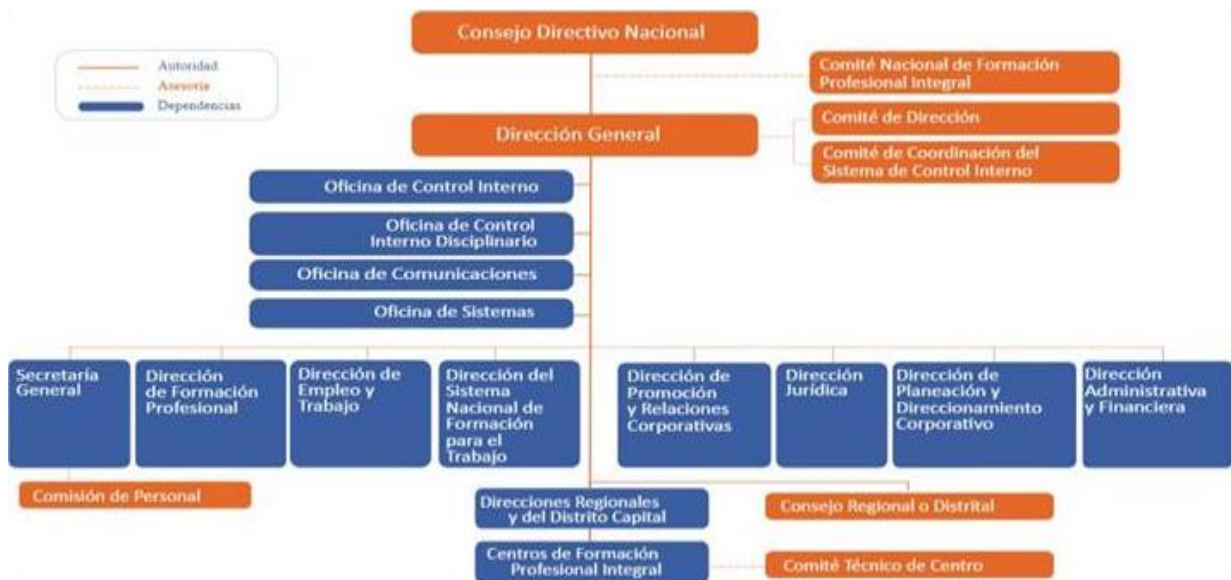 Consejo Directivo Nacional
Autoridad
Asesoría
Dependencias
Comité Nacional de Formación
Profesional Integral
Dirección General
Comité de Dirección
Comité de Coordinación del
Sistema de Control Interno
Oficina de Control Interno
Oficina de Control
Interno Disciplinario
Oficina de Comunicaciones
Oficina de Sistemas
Secretaría
General
Dirección
de Formación
Profesional
Dirección de
Empleo y
Trabajo
Dirección del
Sistema
Nacional de
Formación
para el
Trabajo
Dirección de
Promoción
y Relaciones
Corporativas
Dirección
Jurídica
Dirección de
Planeación y
Direccionamiento
Corporativo
Dirección
Administrativa
y Financiera
Comisión de Personal
Direcciones Regionales
y del Distrito Capital
Consejo Regional o Distrital
Centros de Formación
Profesional Integral
Comité Técnico de Centro